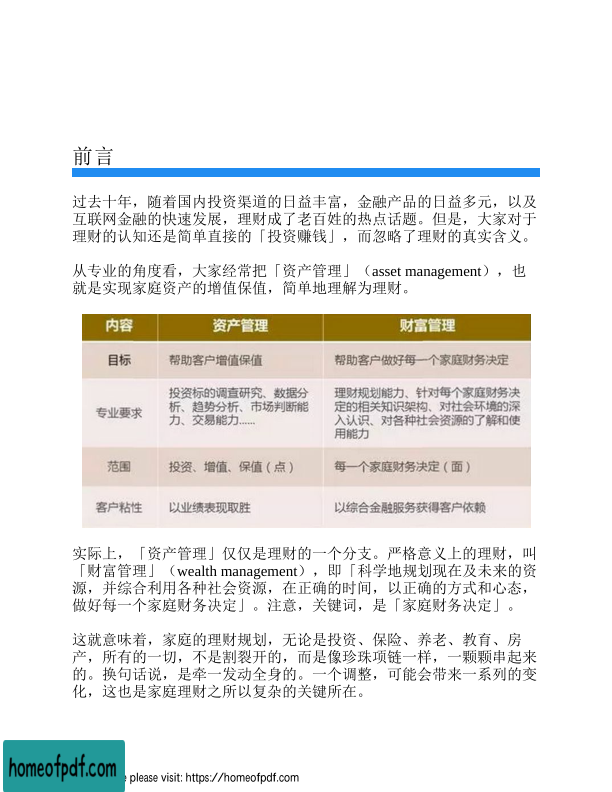 前言
过去十年，随着国内投资渠道的日益丰富，金融产品的日益多元，以及
互联网金融的快速发展，理财成了老百姓的热点话题。但是，大家对于
理财的认知还是简单直接的「投资赚钱」，而忽略了理财的真实含义。
从专业的角度看，大家经常把「资产管理」（asset management），也
就是实现家庭资产的增值保值，简单地理解为理财。
内容 资产管理 财富管理
目标 帮助客户增值保值 帮助客户做好每一个家庭财务决定
专业要求
投资标的调查研究、数据分
析、趋势分析、市场判断能
力、交易能力......
理财规划能力、针对每个家庭财务决
定的相关知识架构、对社会环境的深
入认识、对各种社会资源的了解和使
用能力
范围 投资、增值、保值（点） 每一个家庭财务决定（面）
客户粘性 以业绩表现取胜 以综合金融服务获得客户依赖
实际上，「资产管理」仅仅是理财的一个分支。严格意义上的理财，叫
「财富管理」（wealth management），即「科学地规划现在及未来的资
源，并综合利用各种社会资源，在正确的时间，以正确的方式和心态，
做好每一个家庭财务决定」。注意，关键词，是「家庭财务决定」。
这就意味着，家庭的理财规划，无论是投资、保险、养老、教育、房
产，所有的一切，不是割裂开的，而是像珍珠项链一样，一颗颗串起来
的。换句话说，是牵一发动全身的。一个调整，可能会带来一系列的变
化，这也是家庭理财之所以复杂的关键所在。
homeofpdf.com
please visit: https://homeofpdf.com